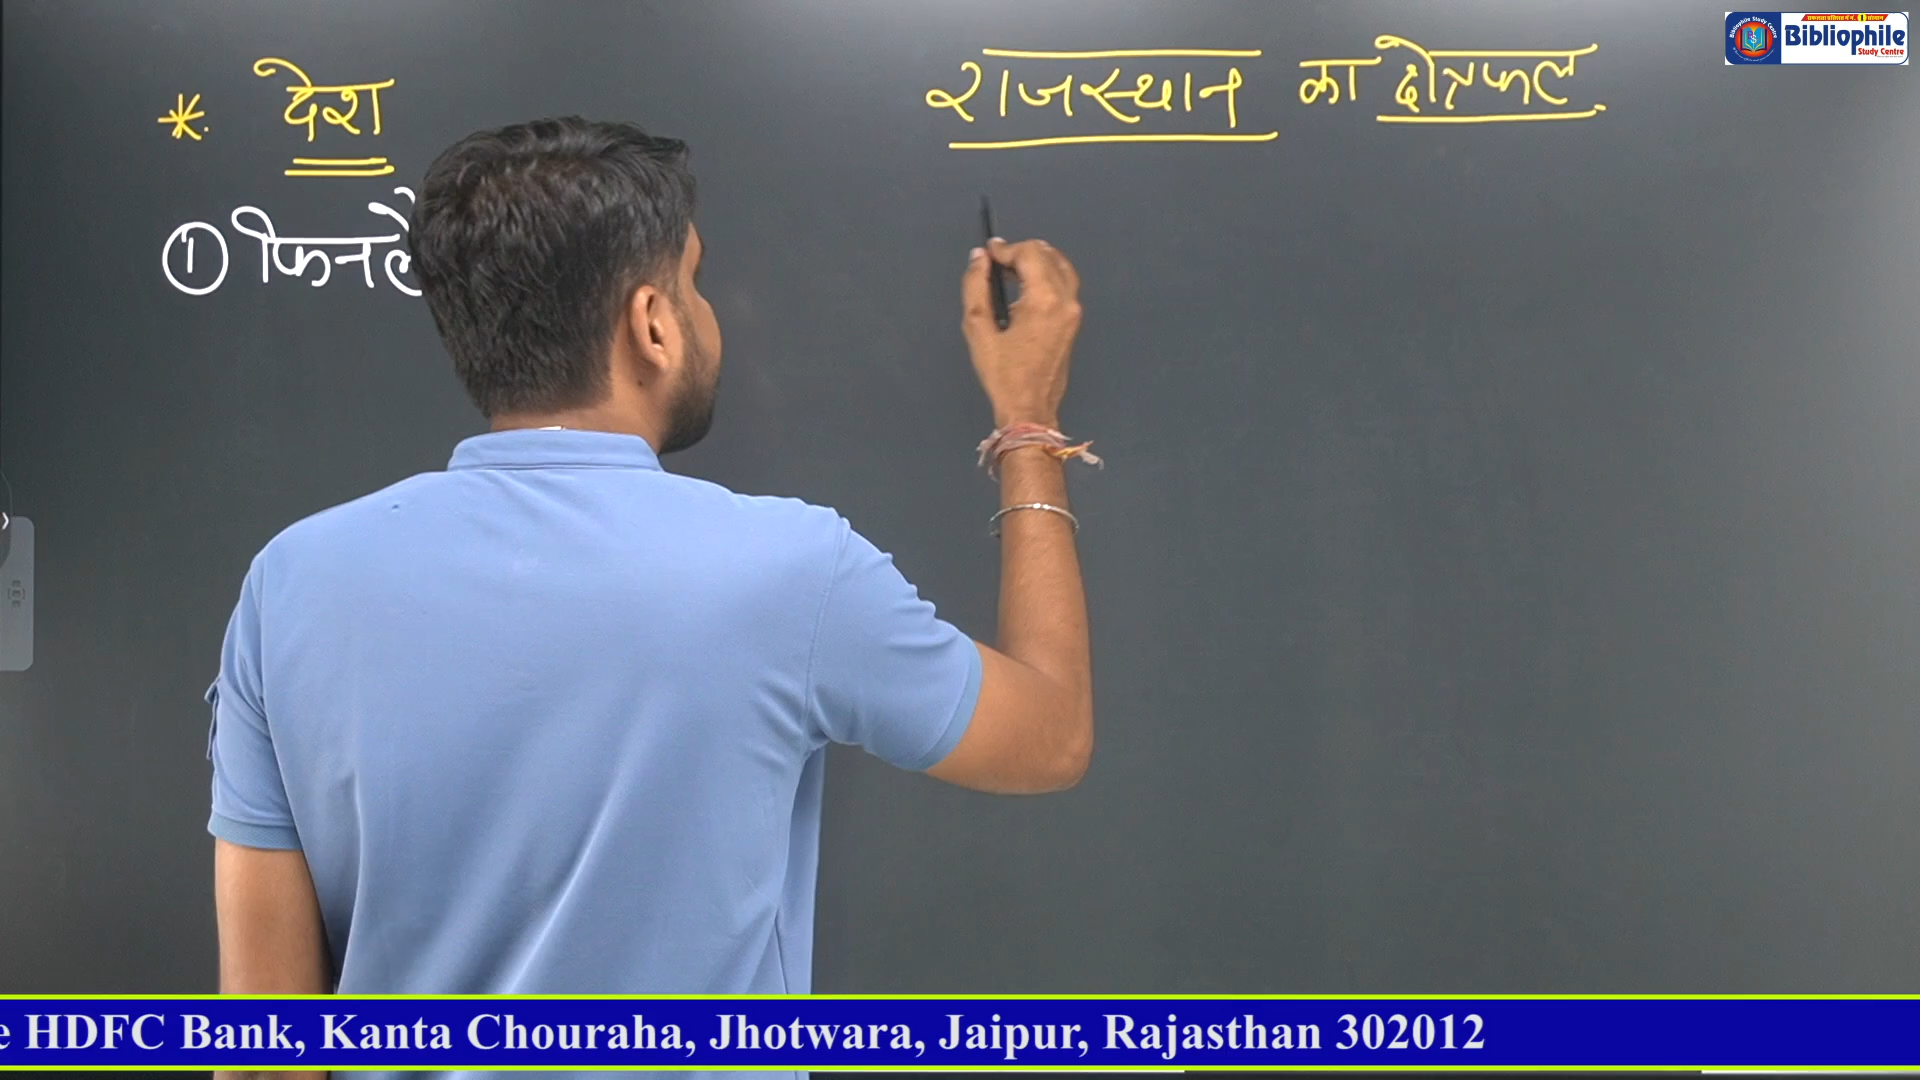 * देश
राजस्थान का क्षेत्रफल
① फिनलै
Bibliophile
Study Centre
HDFC Bank, Kanta Chouraha, Jhotwara, Jaipur, Rajasthan 302012